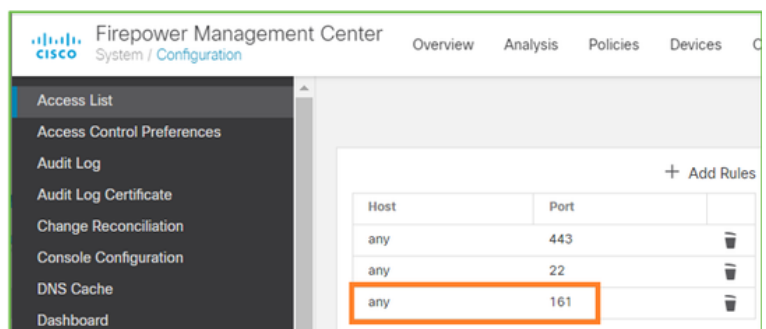 Firepower Management Center
CISCO
System / Configuration
Overview Analysis Policies Devices
Access List
Access Control Preferences
Audit Log
Audit Log Certificate
Change Reconciliation
Console Configuration
DNS Cache
Dashboard
+ Add Rules
Host Port
any 443
any 22
any 161